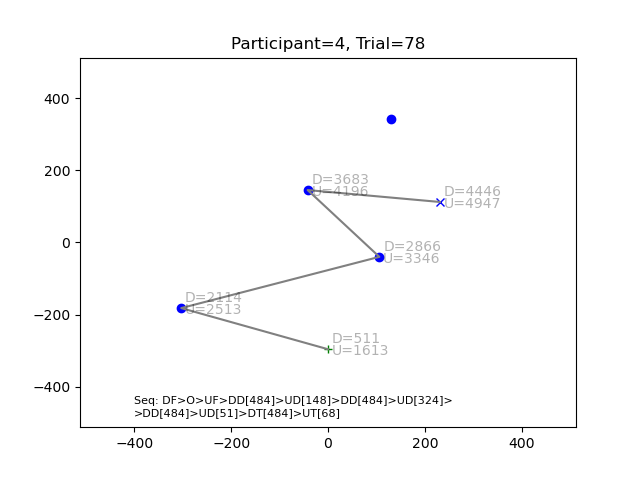 Participant=4, Trial=78
400
200
0
−200
−400
D=3683
U=4196
D=4446
U=4947
D=2866
U=3346
D=2114
U=2513
D=511
U=1613
Seq: DF>O>UF>DD[484]>UD[148]>DD[484]>UD[324]>
>DD[484]>UD[51]>DT[484]>UT[68]
−400 −200 0 200 400